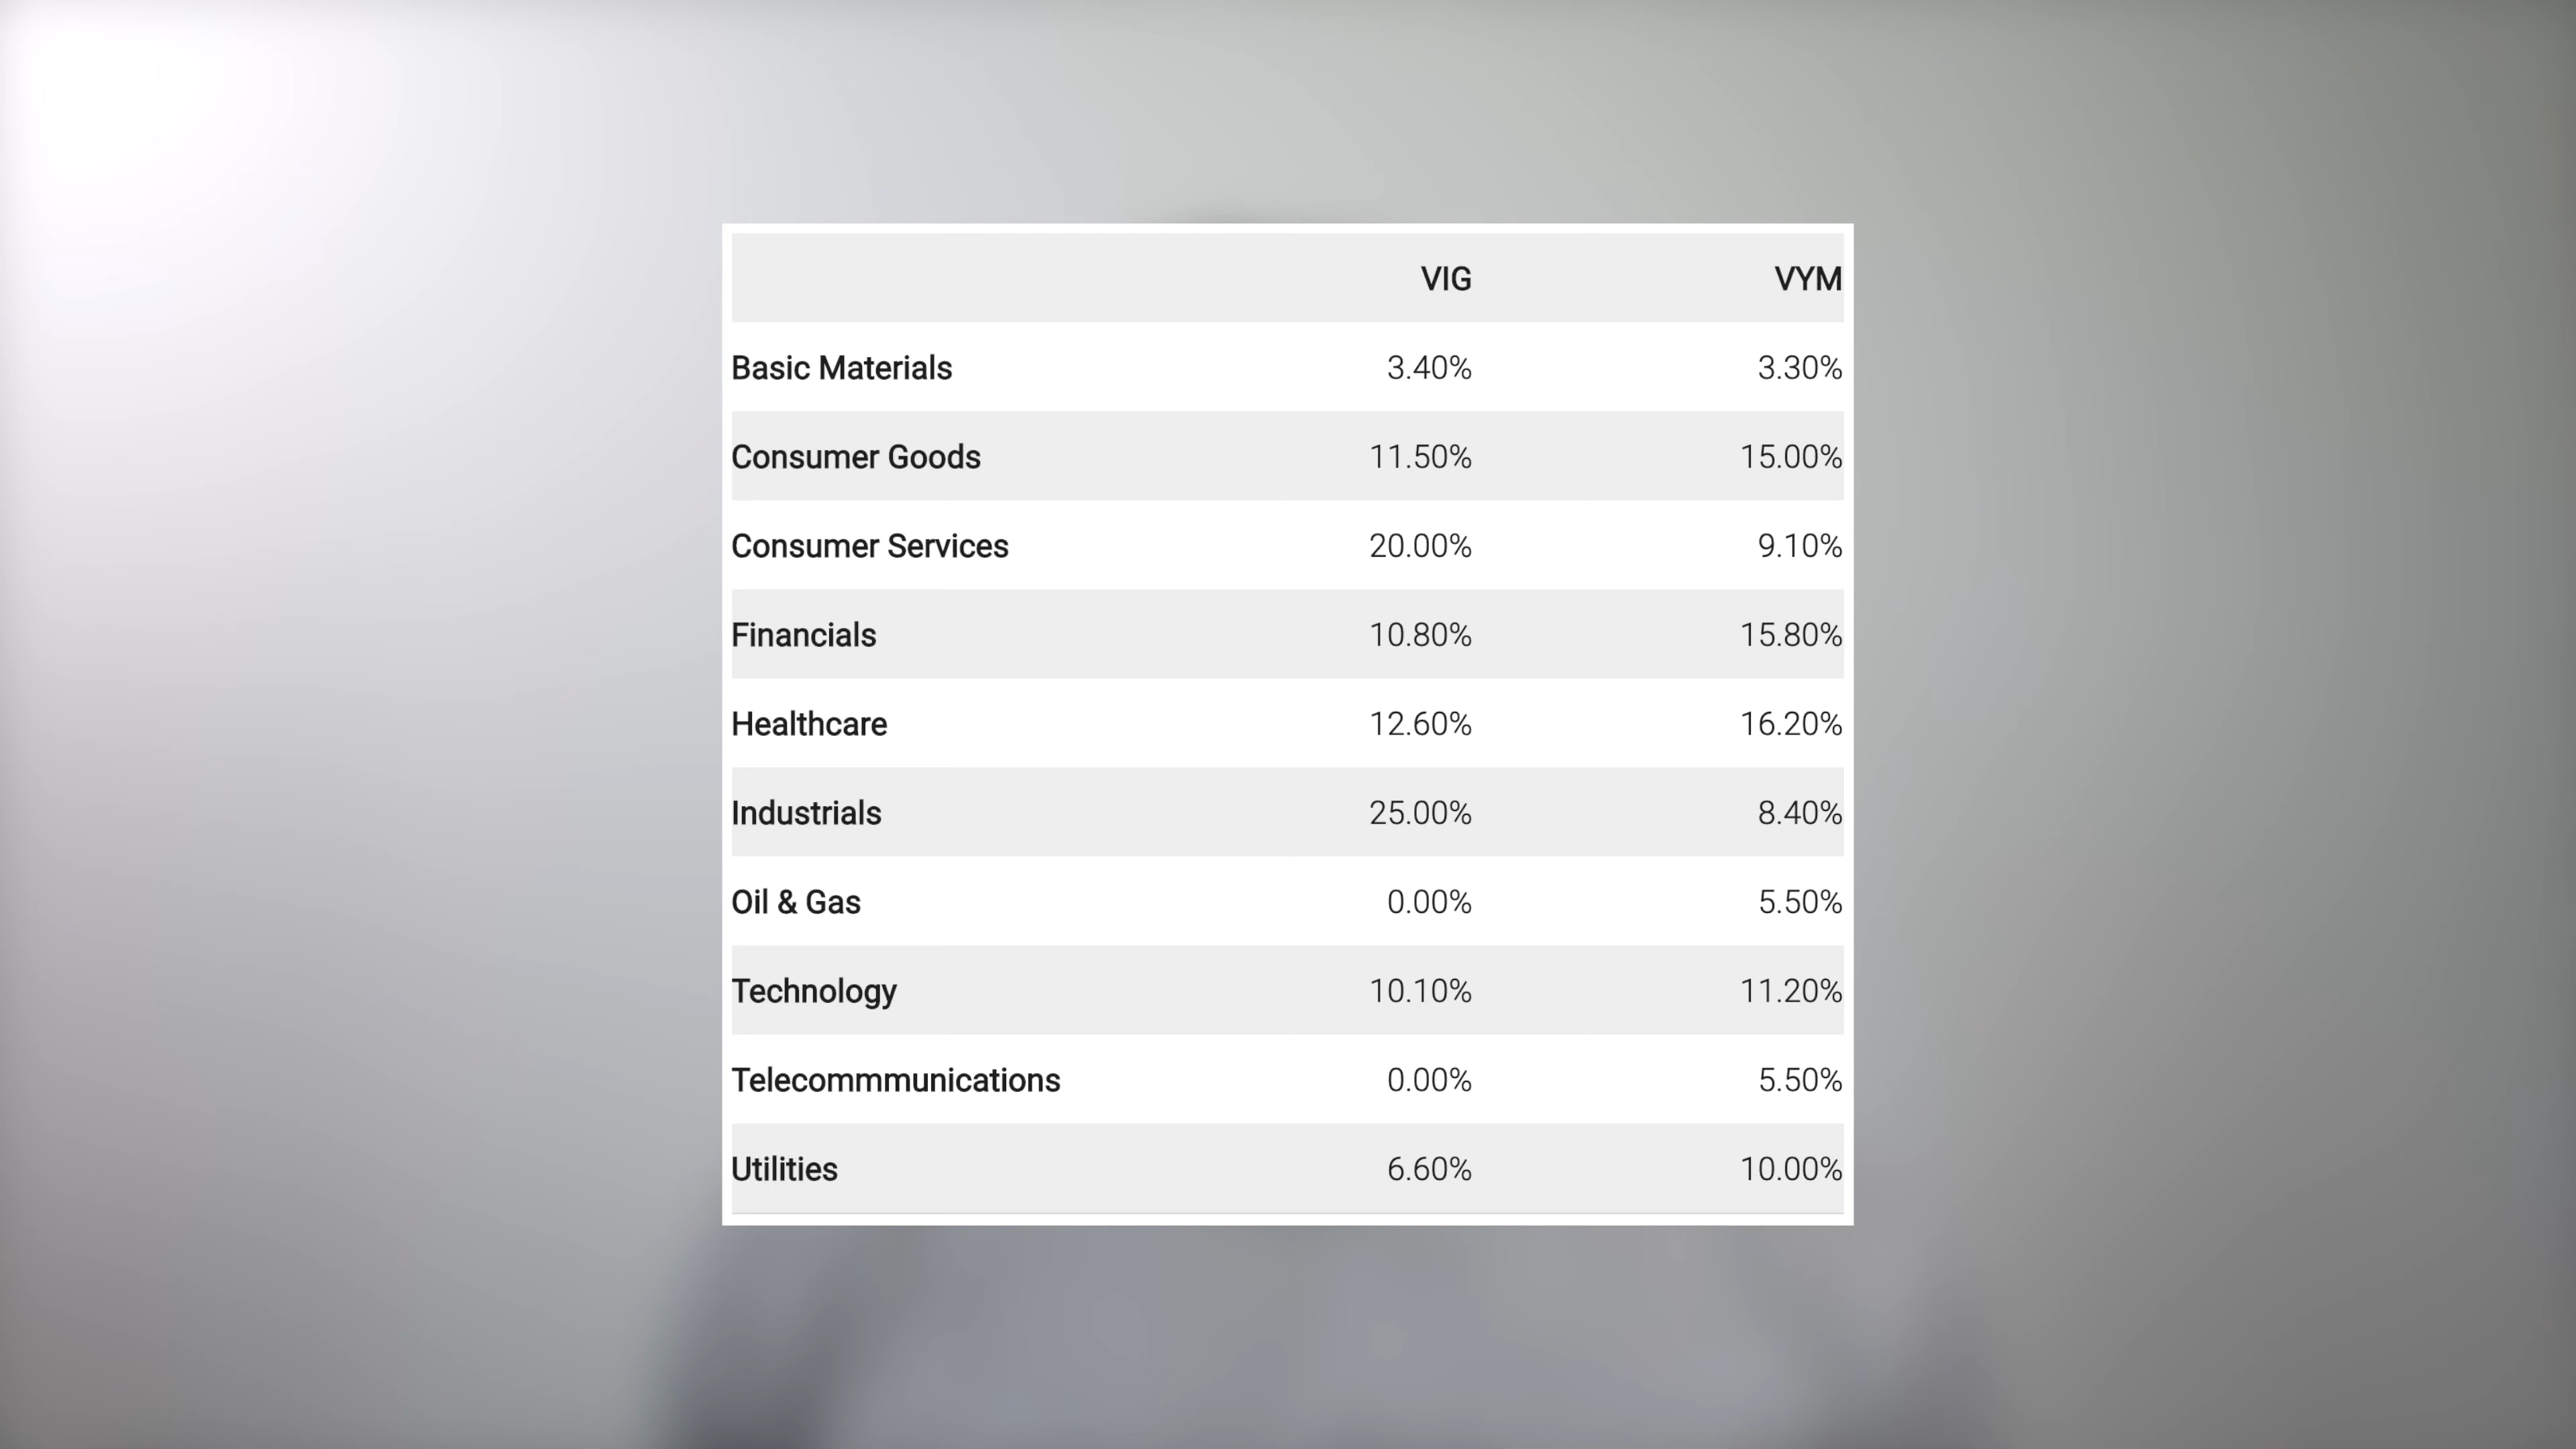 VIG VYM
Basic Materials 3.40% 3.30%
Consumer Goods 11.50% 15.00%
Consumer Services 20.00% 9.10%
Financials 10.80% 15.80%
Healthcare 12.60% 16.20%
Industrials 25.00% 8.40%
Oil & Gas 0.00% 5.50%
Technology 10.10% 11.20%
Telecommmunications 0.00% 5.50%
Utilities 6.60% 10.00%